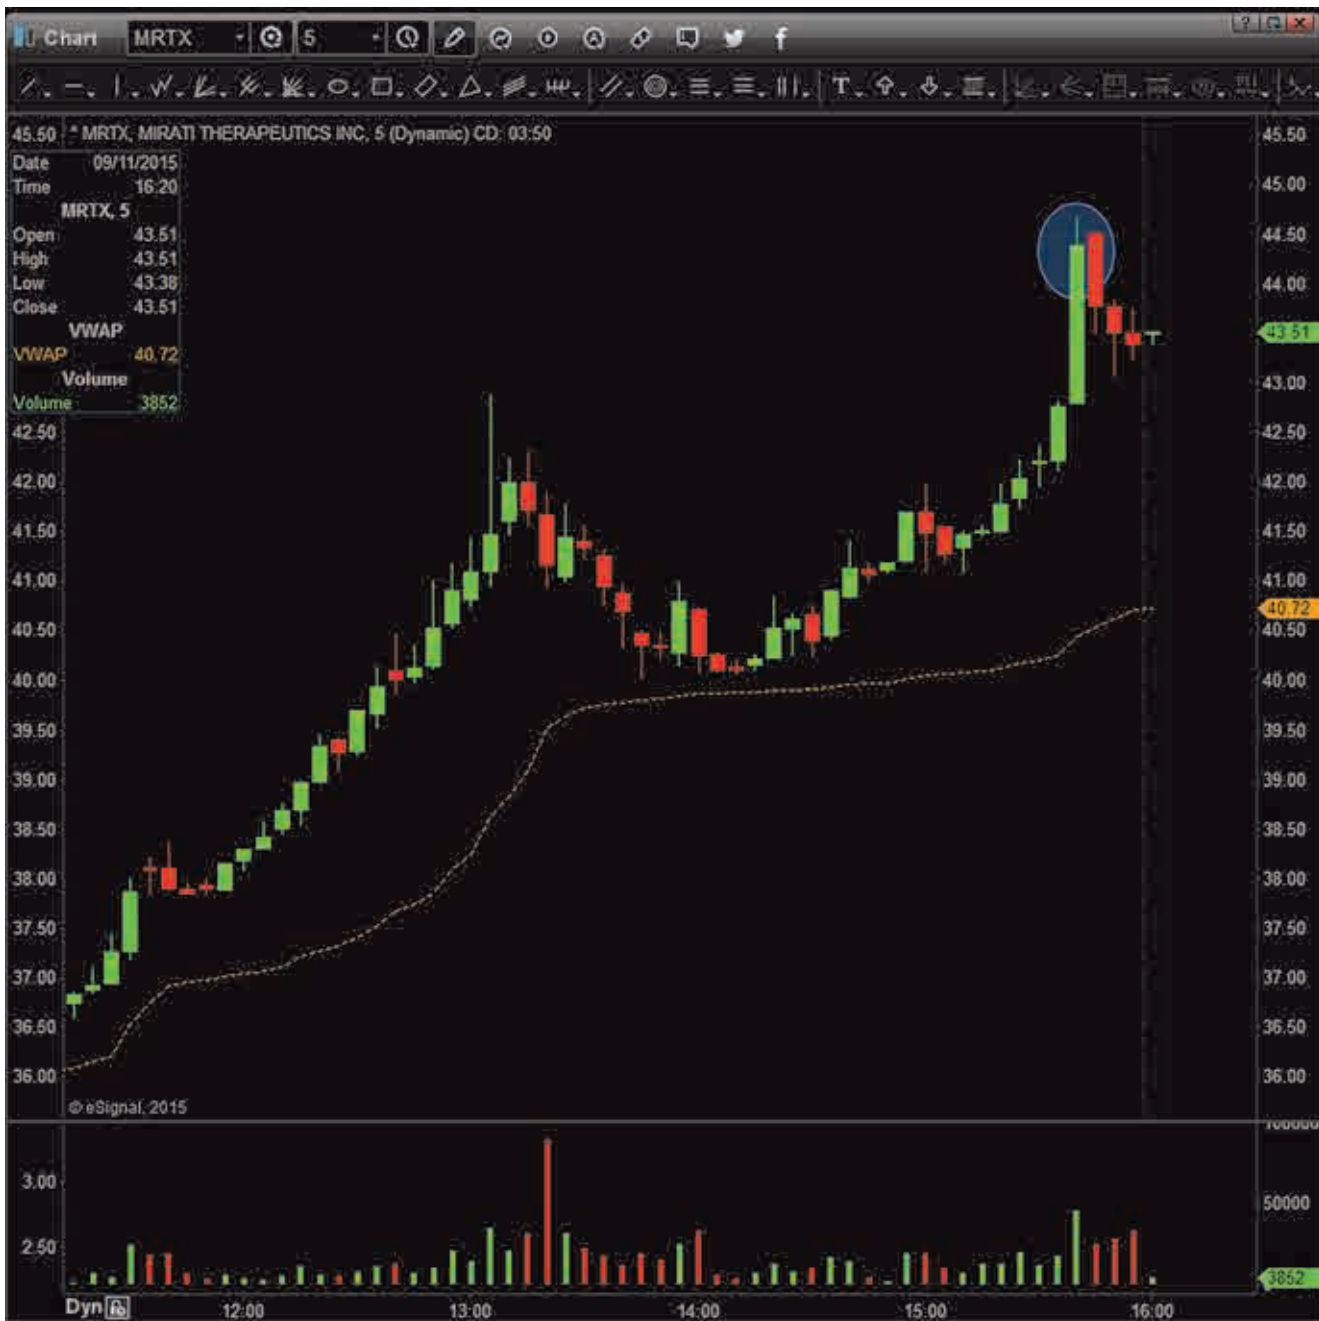 Chart MRTX 5
45.50 * MRTX, MIRATI THERAPEUTICS INC, 5 (Dynamic) CD: 03:50 45.50
Date 09/11/2015
Time 16:20
MRTX, 5
Open 43.51
High 43.51
Low 43.38
Close 43.51
VWAP
VWAP 40.72
Volume
Volume 3852
45.00
44.50
44.00
43.51
43.00
42.50 42.50
42.00 42.00
41.50 41.50
41.00 41.00
40.72
40.50 40.50
40.00 40.00
39.50 39.50
39.00 39.00
38.50 38.50
38.00 38.00
37.50 37.50
37.00 37.00
36.50 36.50
36.00 36.00
© eSignal, 2015
100000
3.00
50000
2.50
3852
Dyn 12:00 13:00 14:00 15:00 16:00